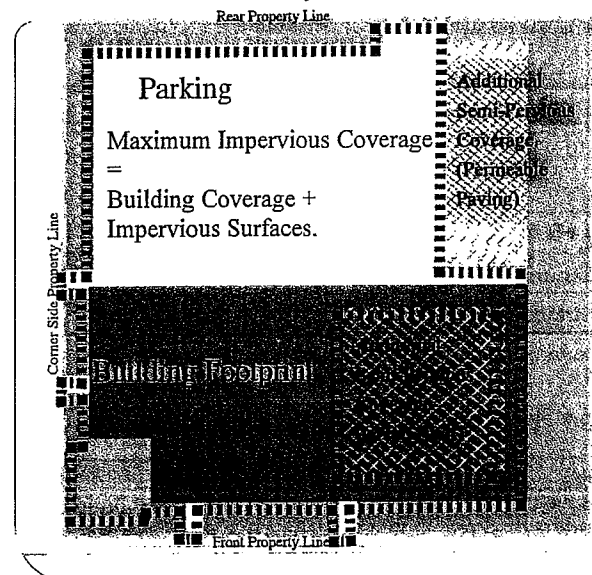 Rear Property Line
Parking
Maximum Impervious Coverage
=
Building Coverage +
Impervious Surfaces.
Additional
Semi-Pervious
Coverage
(Permeable
Paving)
Corner Side Property Line
Building Footprint
Front Property Line